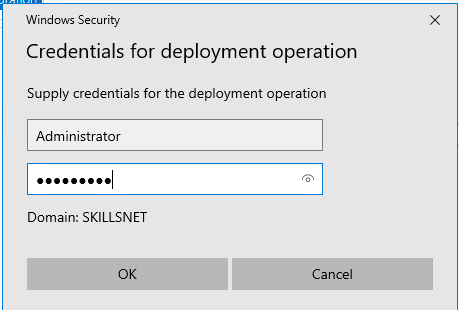 Windows Security
Credentials for deployment operation
Supply credentials for the deployment operation
Administrator
●●●●●●●●●
Domain: SKILLSNET
OK
Cancel